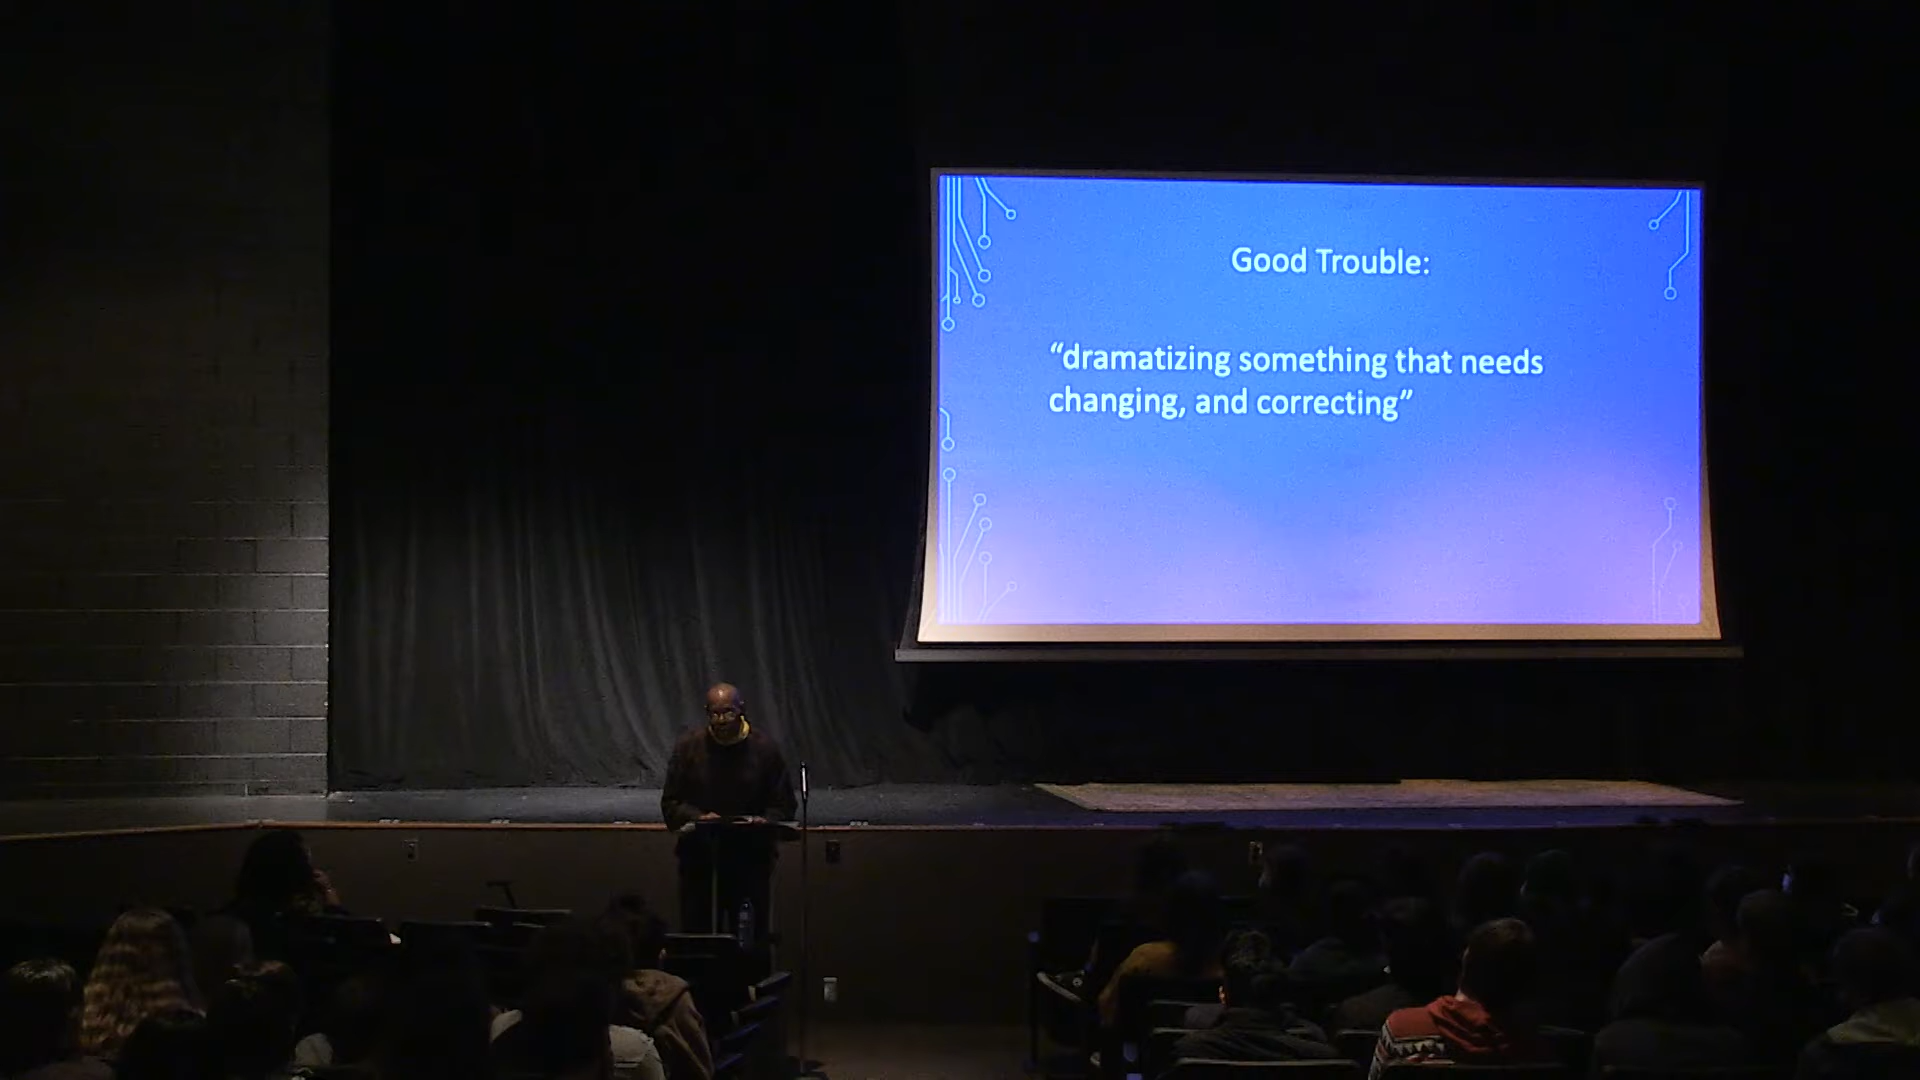 Good Trouble:
“dramatizing something that needs
changing, and correcting”